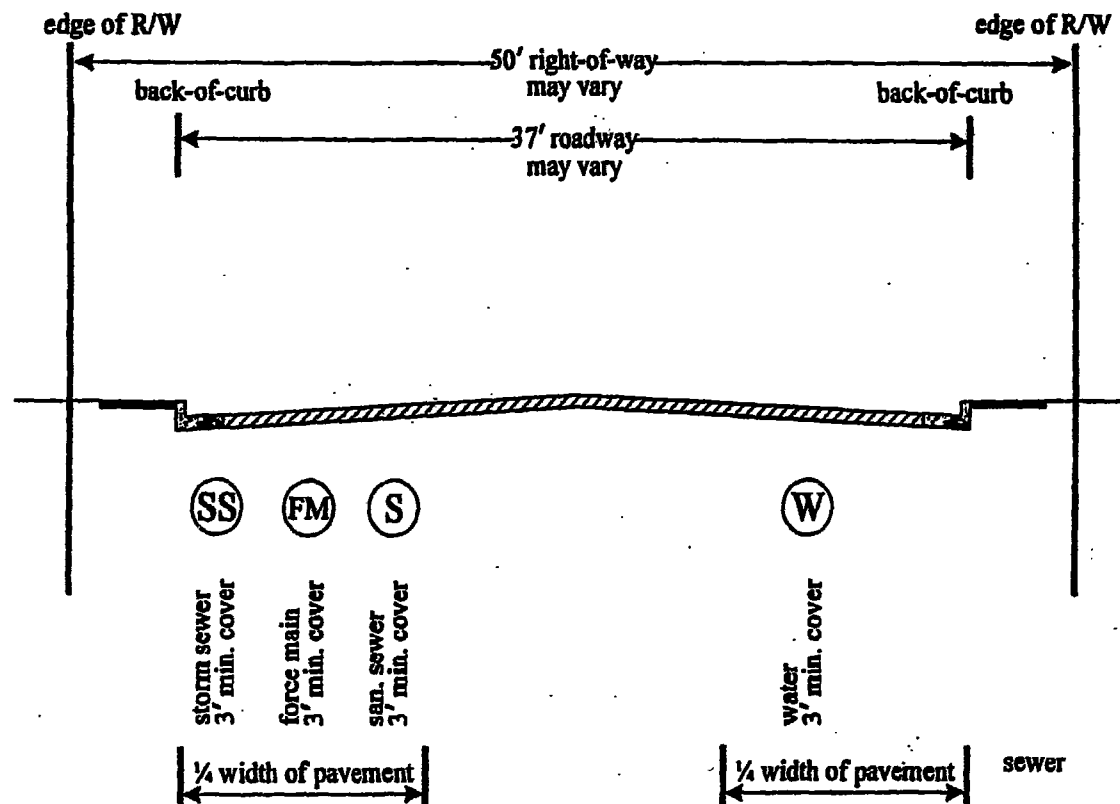 edge of R/W
edge of R/W
50′ right-of-way
may vary
back-of-curb
back-of-curb
37′ roadway
may vary
SS
FM
S
W
storm sewer
3′ min. cover
force main
3′ min. cover
san. sewer
3′ min. cover
water
3′ min. cover
¼ width of pavement
¼ width of pavement
sewer